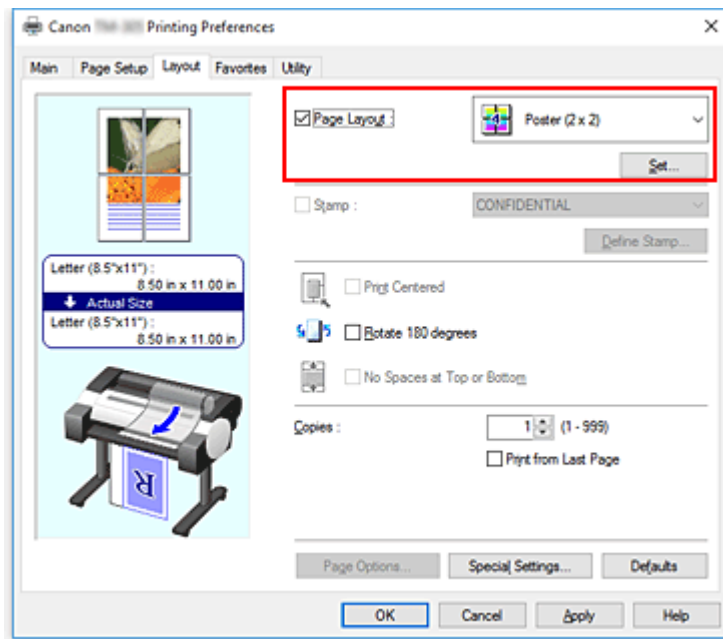 Canon Printing Preferences
Main Page Setup Layout Favorites Utility
Page Layout :
4
Poster (2 x 2)
Set...
Stamp :
CONFIDENTIAL
Define Stamp...
Letter (8.5"x11") :
8.50 in x 11.00 in
Actual Size
Letter (8.5"x11") :
8.50 in x 11.00 in
Print Centered
Rotate 180 degrees
No Spaces at Top or Bottom
Copies :
1 (1 - 999)
Print from Last Page
R
Page Options... Special Settings... Defaults
OK Cancel Apply Help